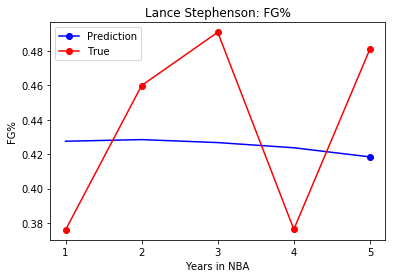 Lance Stephenson: FG%
Prediction
True
FG%
0.48
0.46
0.44
0.42
0.40
0.38
1 2 3 4 5
Years in NBA